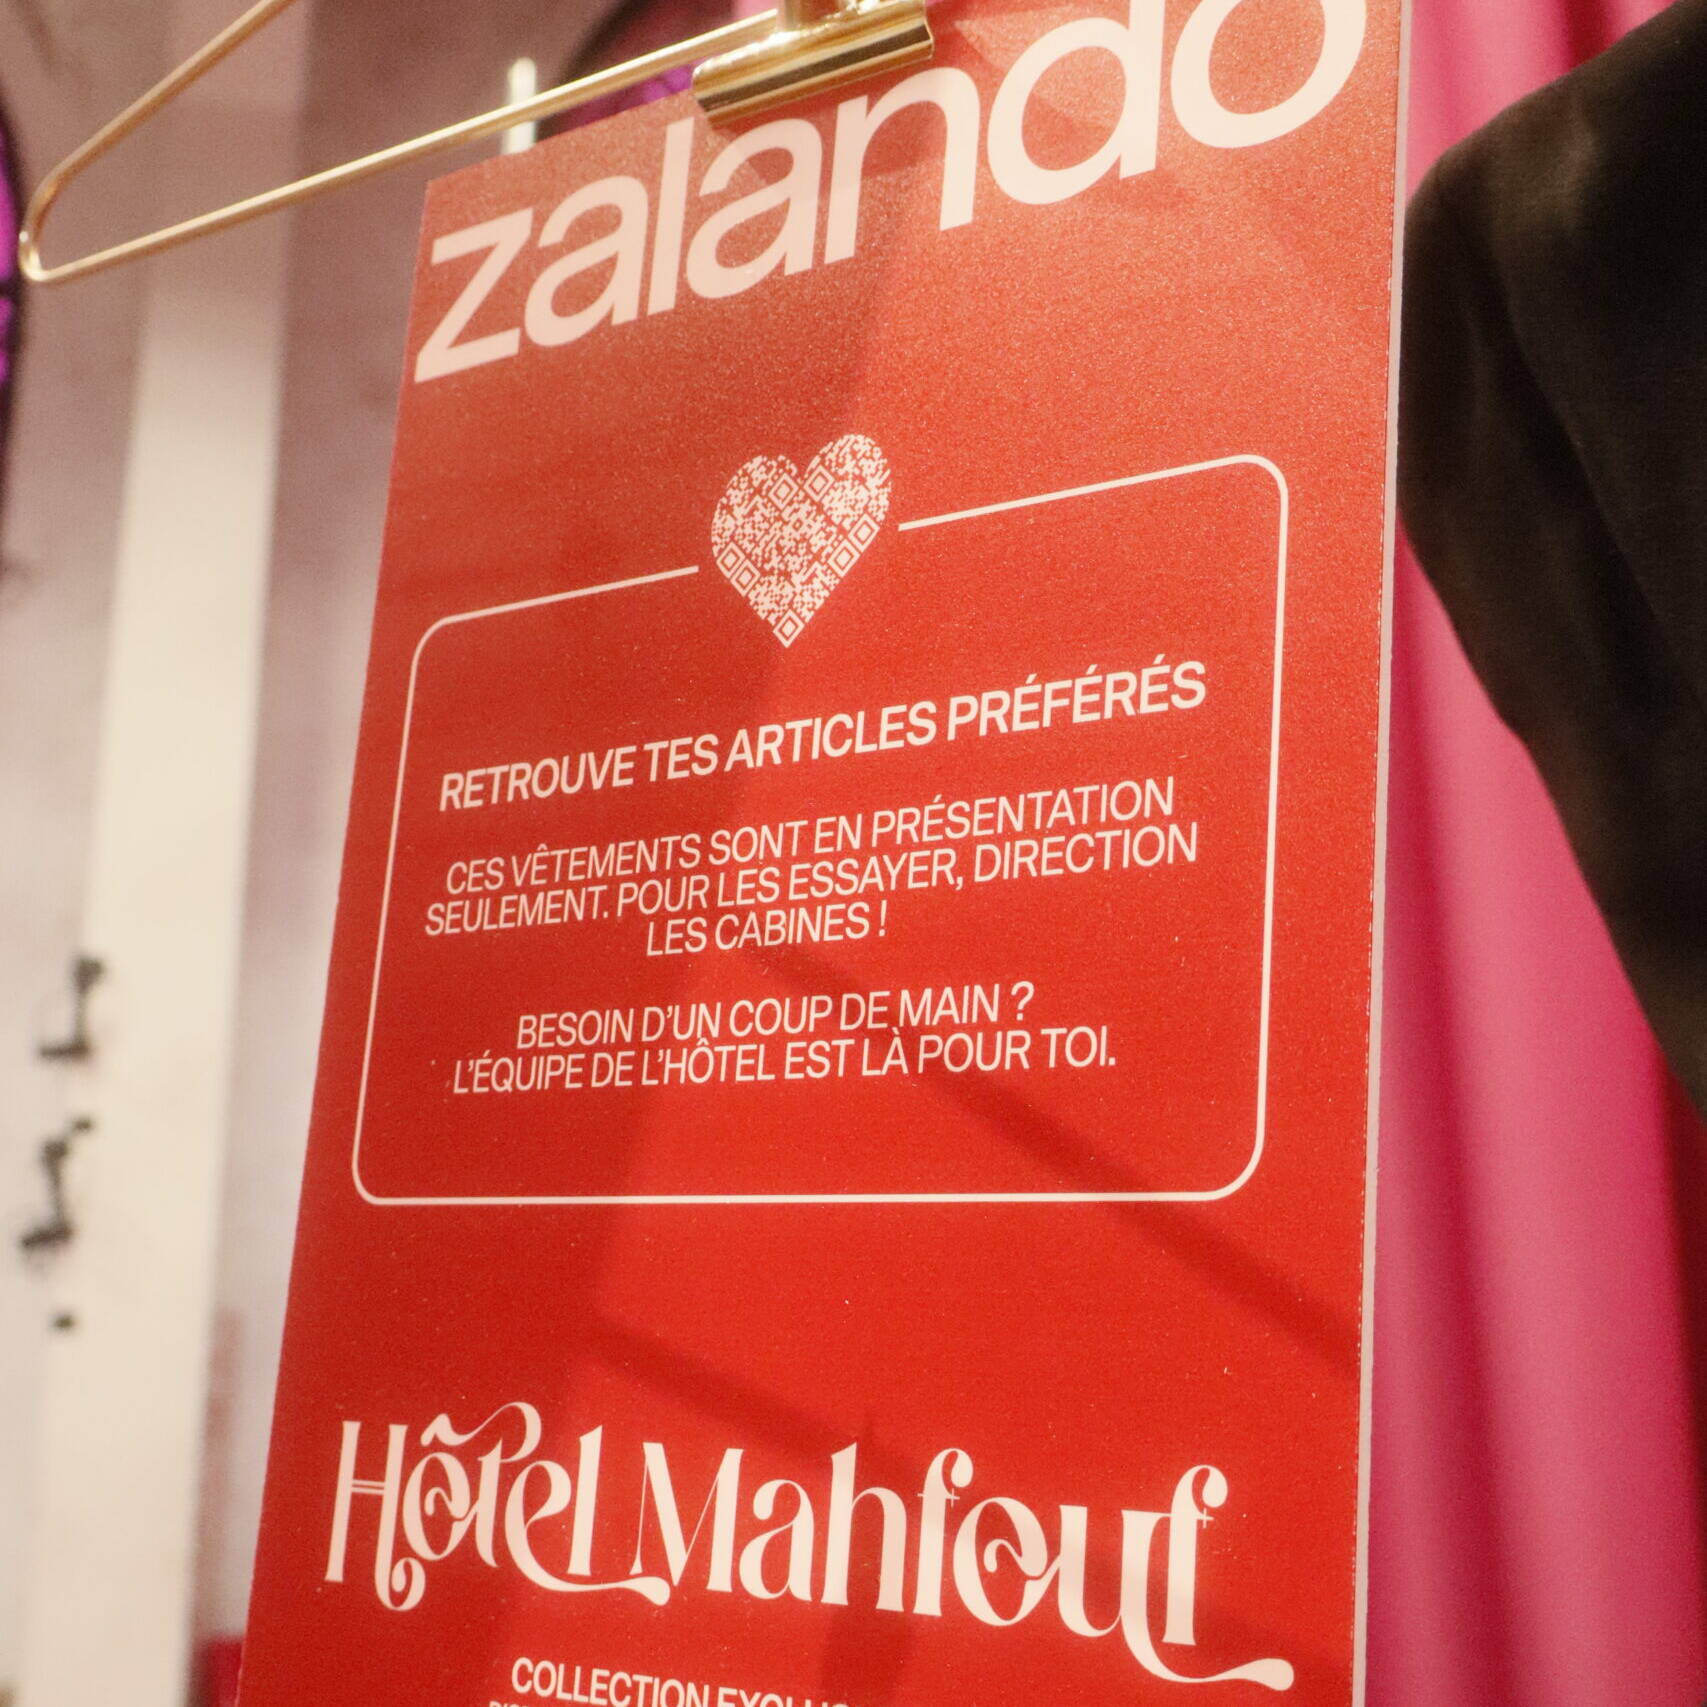 zalando
RETROUVE TES ARTICLES PRÉFÉRÉS
CES VÊTEMENTS SONT EN PRÉSENTATION
SEULEMENT. POUR LES ESSAYER, DIRECTION
LES CABINES !
BESOIN D'UN COUP DE MAIN ?
L'ÉQUIPE DE L'HÔTEL EST LÀ POUR TOI.
Hôtel Mahfouf
COLLECTION